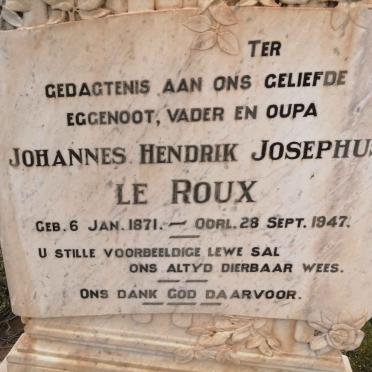 Ter
gedagtenis aan ons geliefde
eggenoot, vader en oupa
Johannes Hendrik Josephus
le Roux
Geb. 6 Jan. 1871. — Oorl. 28 Sept. 1947.
U stille voorbeeldige lewe sal
ons altyd dierbaar wees.
Ons dank God daarvoor.